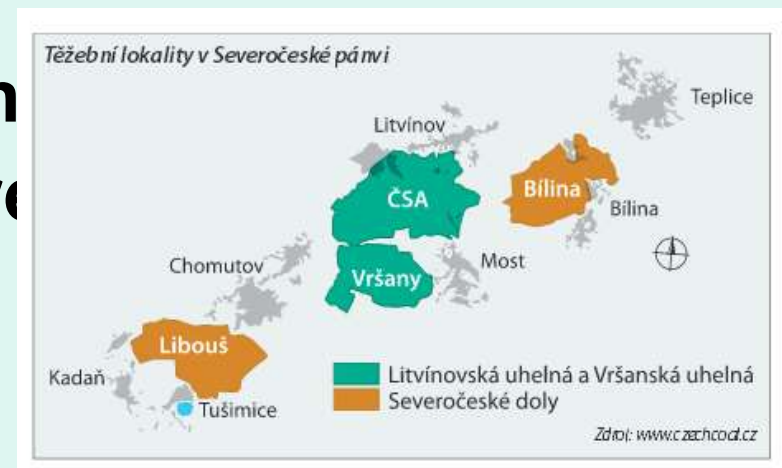 Těžební lokality v Severočeské pánvi
Teplice
Litvínov
Bílina
ČSA
Bílina
Chomutov
Most
Vršany
Libouš
Kadaň
Tušimice
Litvínovská uhelná a Vršanská uhelná
Severočeské doly
Zdroj: www.czechcoal.cz